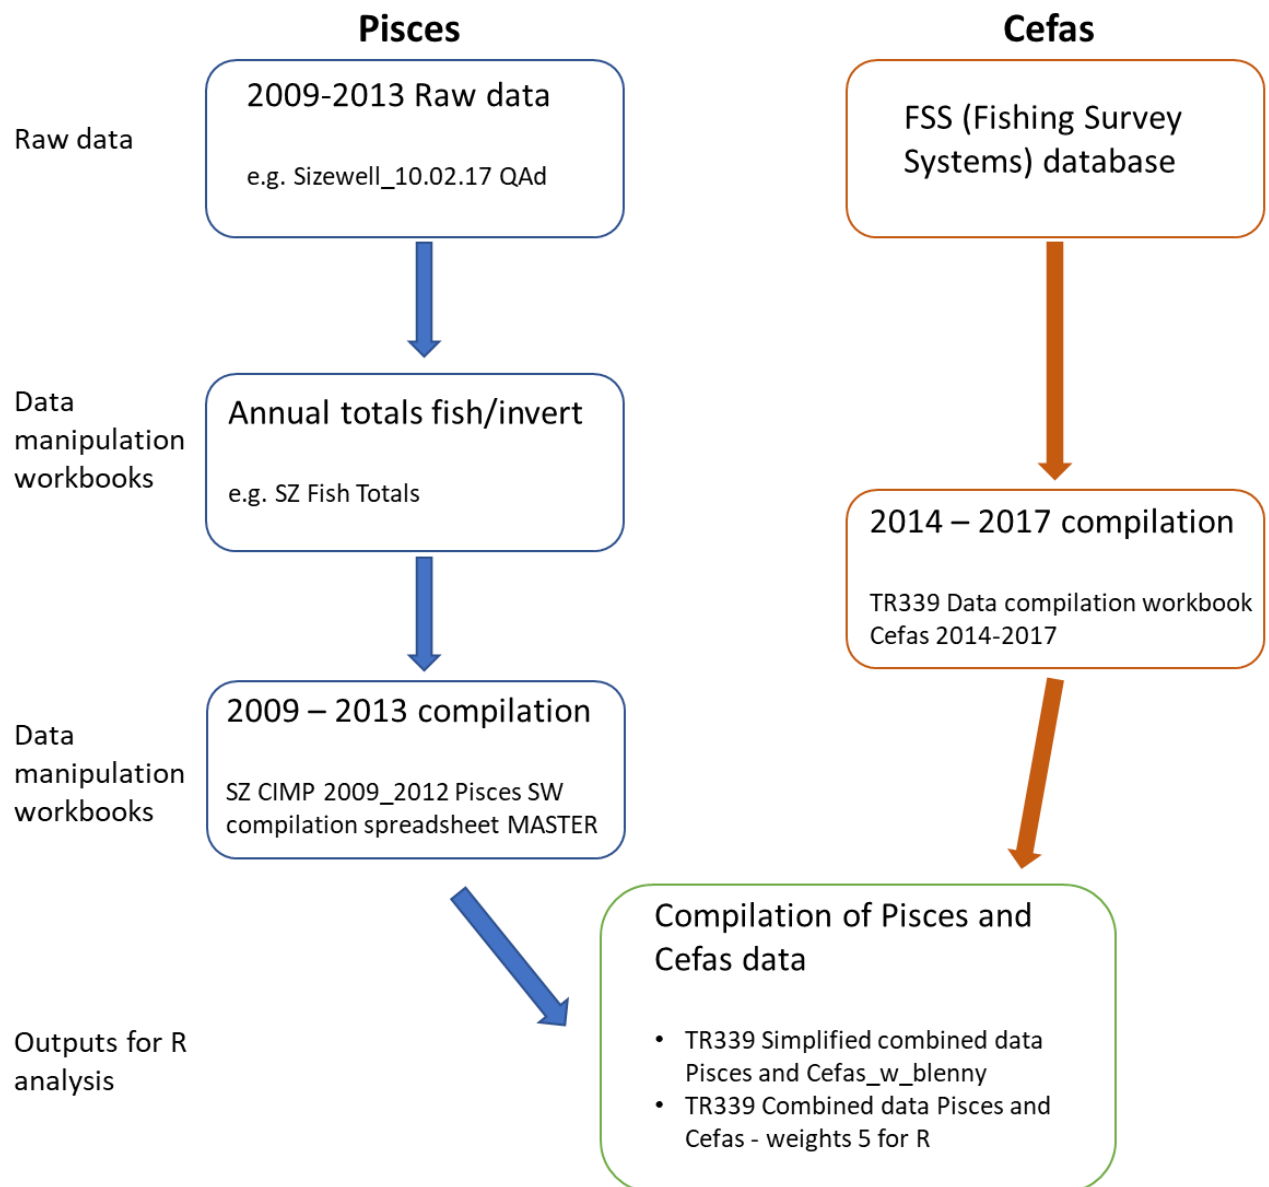 Pisces
Cefas
Raw data
2009-2013 Raw data
e.g. Sizewell_10.02.17 QAd
FSS (Fishing Survey
Systems) database
Data
manipulation
workbooks
Annual totals fish/invert
e.g. SZ Fish Totals
2014 – 2017 compilation
TR339 Data compilation workbook
Cefas 2014-2017
Data
manipulation
workbooks
2009 – 2013 compilation
SZ CIMP 2009_2012 Pisces SW
compilation spreadsheet MASTER
Outputs for R
analysis
Compilation of Pisces and
Cefas data
• TR339 Simplified combined data
Pisces and Cefas_w_blenny
• TR339 Combined data Pisces and
Cefas - weights 5 for R